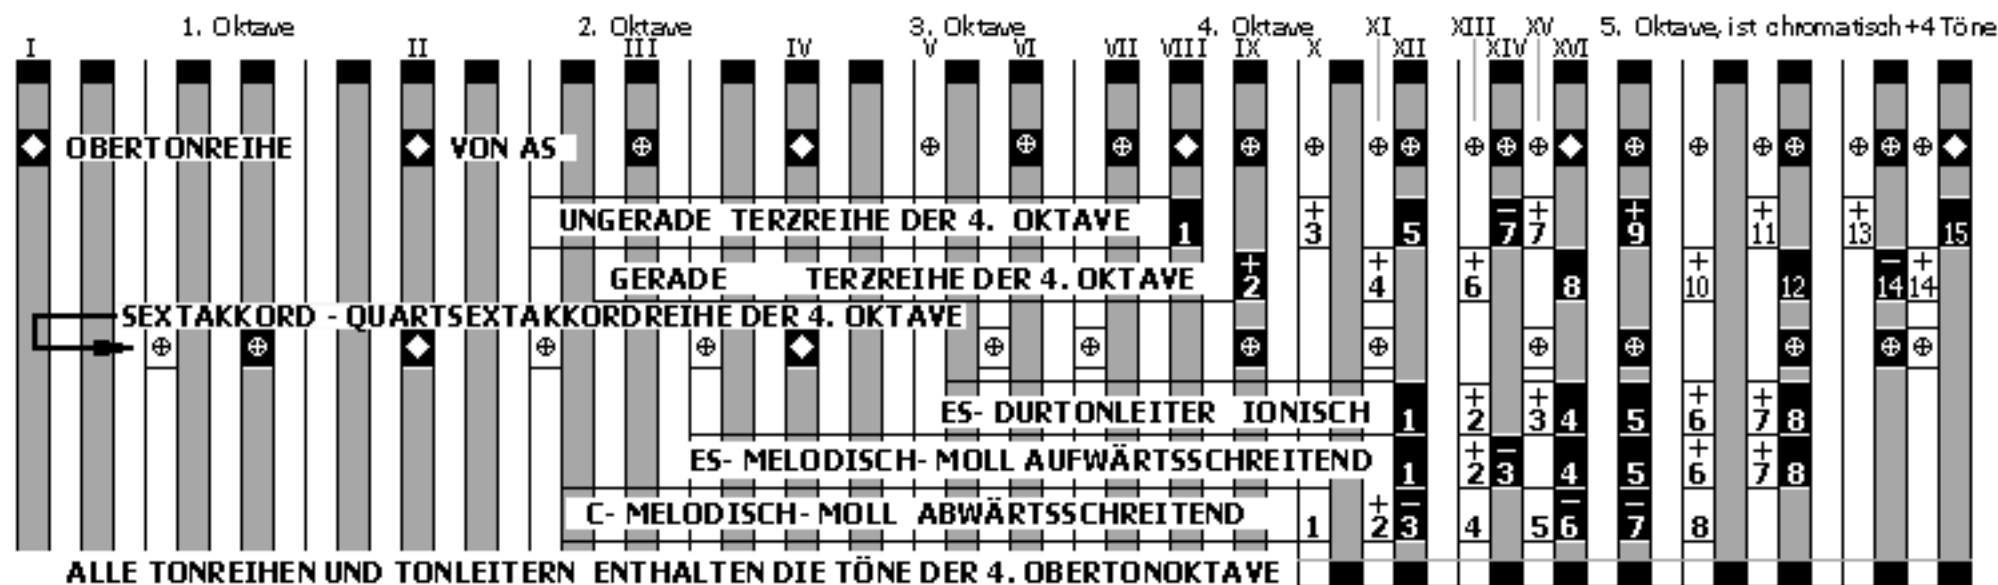 1. Oktave 2. Oktave 3. Oktave 4. Oktave XI XIII XV 5. Oktave, ist chromatisch+4 Töne
I II III IV V VI VII VIII IX X XII XIV XVI
OBERTONREIHE VON AS
UNGERADE TERZREIHE DER 4. OKTAVE 1 +3 5 −7 +7 +9 +11 +13 15
GERADE TERZREIHE DER 4. OKTAVE +2 +4 +6 8 +10 12 −14 +14
SEXTAKKORD - QUARTSEXTAKKORDREIHE DER 4. OKTAVE
ES- DURTONLEITER IONISCH 1 +2 +3 4 5 +6 +7 8
ES- MELODISCH- MOLL AUFWÄRTSSCHREITEND 1 +2 −3 4 5 +6 +7 8
C- MELODISCH- MOLL ABWÄRTSSCHREITEND 1 +2 −3 4 5 −6 −7 8
ALLE TONREIHEN UND TONLEITERN ENTHALTEN DIE TÖNE DER 4. OBERTONOKTAVE